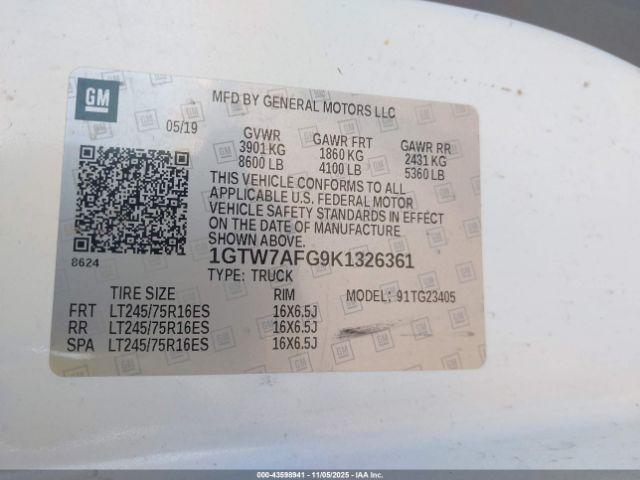 GM
MFD BY GENERAL MOTORS LLC
05/19
GVWR GAWR FRT GAWR RR
3901 KG 1860 KG 2431 KG
8600 LB 4100 LB 5360 LB
THIS VEHICLE CONFORMS TO ALL
APPLICABLE U.S. FEDERAL MOTOR
VEHICLE SAFETY STANDARDS IN EFFECT
ON THE DATE OF MANUFACTURE
SHOWN ABOVE
8624
1GTW7AFG9K1326361
TYPE: TRUCK
TIRE SIZE RIM MODEL: 91TG23405
FRT LT245/75R16ES 16X6.5J
RR LT245/75R16ES 16X6.5J
SPA LT245/75R16ES 16X6.5J
000-43598941 - 11/05/2025 - IAA Inc.